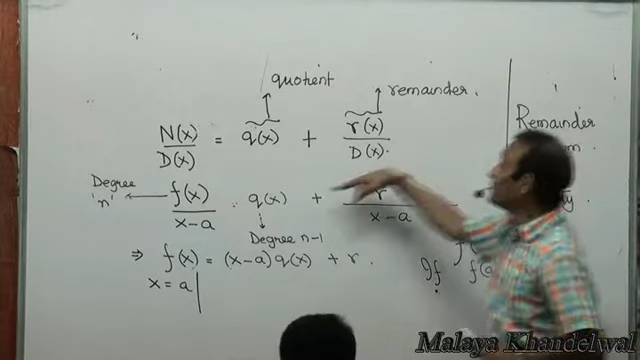 quotient
remainder.
N(x)/D(x) = q(x) + r(x)/D(x).
Remainder
Degree 'n' ← f(x)/x-a . q(x) + r/x-a
Degree n-1
⇒ f(x) = (x-a) q(x) + r.
x = a
If
Malaya Khandelwal